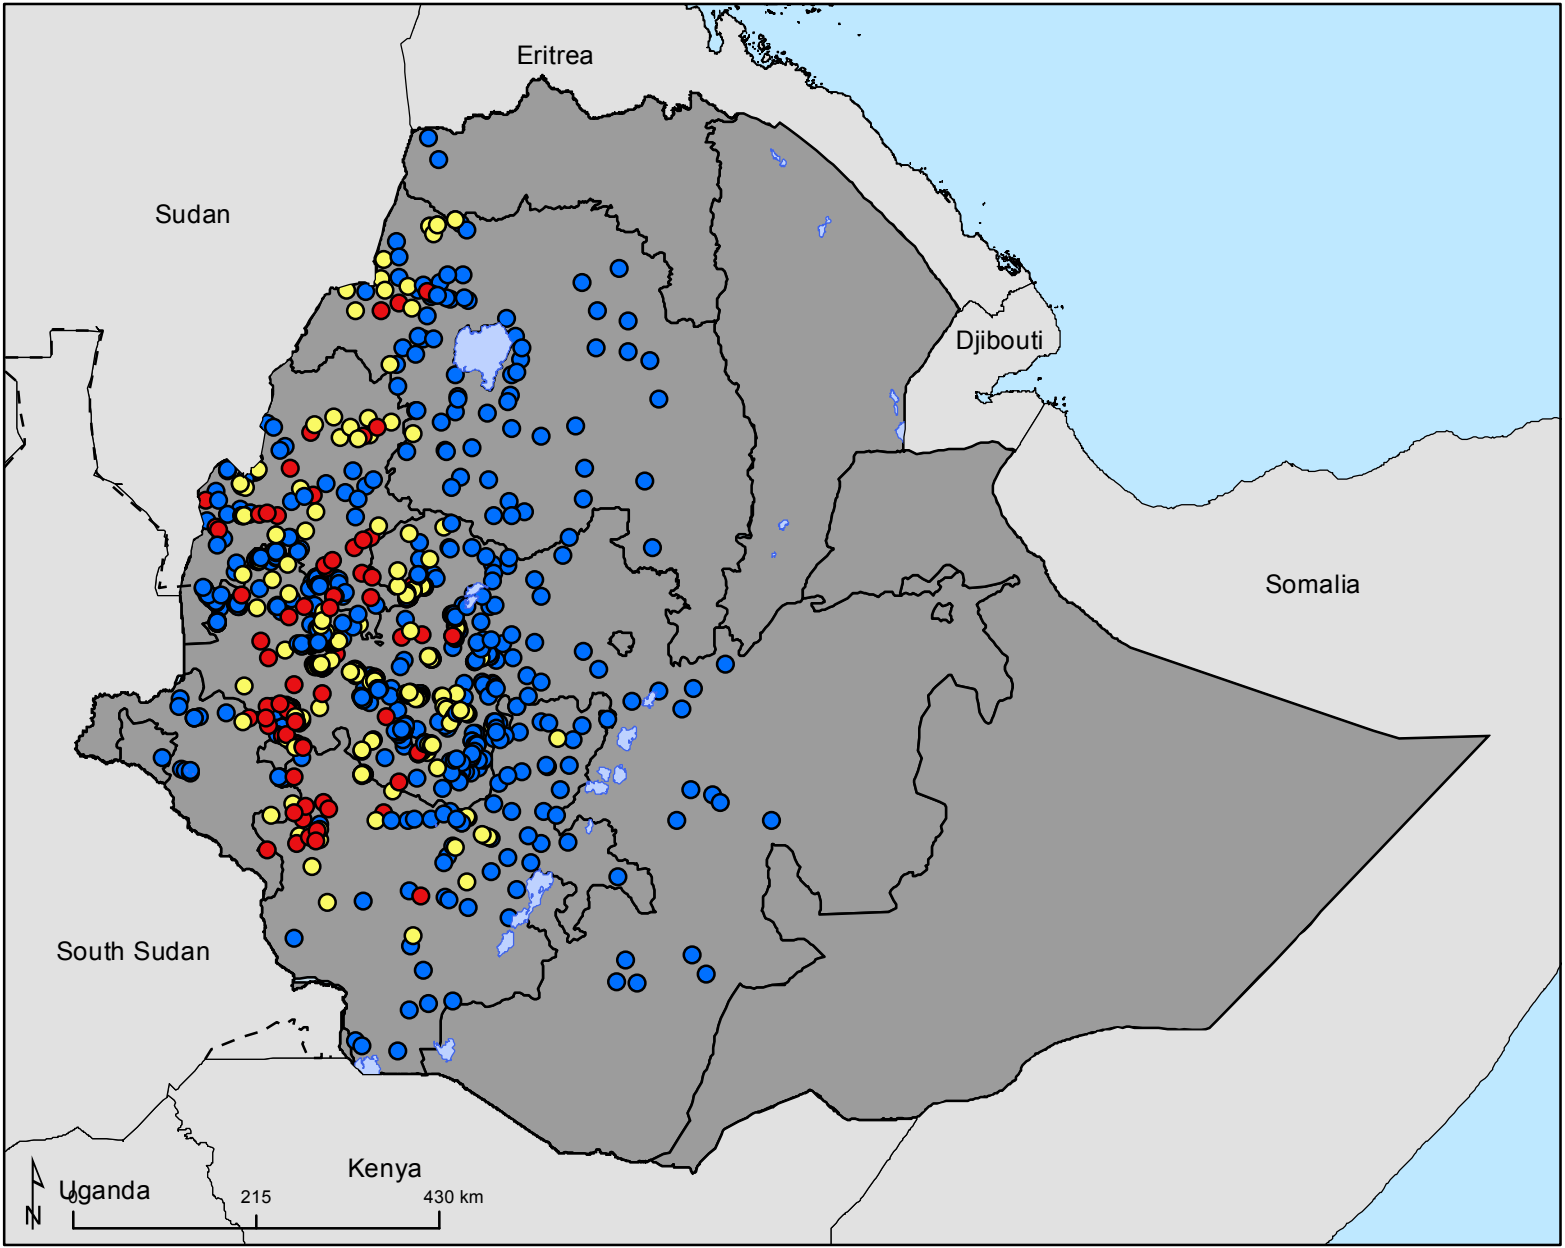 Eritrea
Sudan
Djibouti
Somalia
South Sudan
Kenya
Uganda
0 215 430 km
N